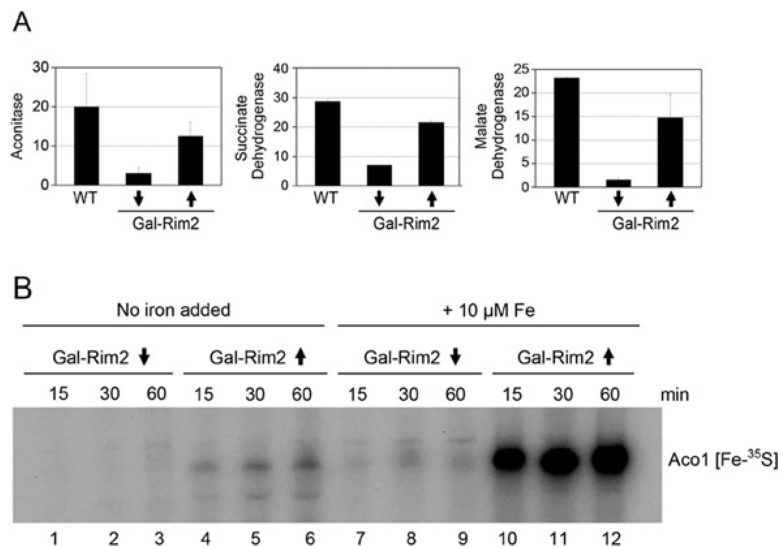 A
Aconitase
30
20
10
0
WT
Gal-Rim2
Succinate
Dehydrogenase
40
30
20
10
0
WT
Gal-Rim2
Malate
Dehydrogenase
25
20
15
10
5
0
WT
Gal-Rim2
B
No iron added + 10 µM Fe
Gal-Rim2 Gal-Rim2 Gal-Rim2 Gal-Rim2
15 30 60 15 30 60 15 30 60 15 30 60 min
Aco1 [Fe-³⁵S]
1 2 3 4 5 6 7 8 9 10 11 12